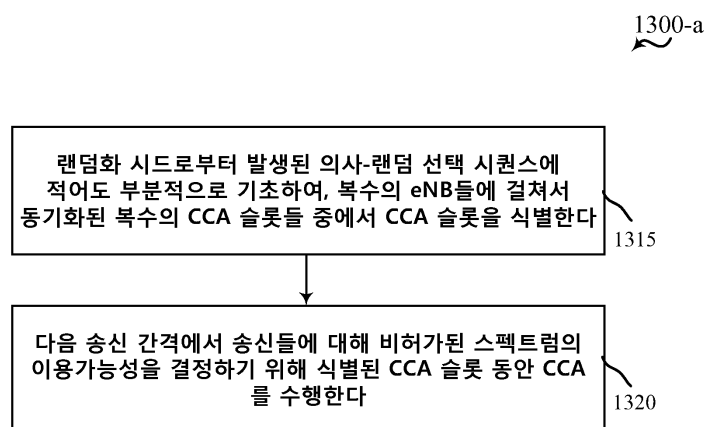 1300-a
랜덤화 시드로부터 발생된 의사-랜덤 선택 시퀀스에
적어도 부분적으로 기초하여, 복수의 eNB들에 걸쳐서
동기화된 복수의 CCA 슬롯들 중에서 CCA 슬롯을 식별한다
1315
다음 송신 간격에서 송신들에 대해 비허가된 스펙트럼의
이용가능성을 결정하기 위해 식별된 CCA 슬롯 동안 CCA
를 수행한다
1320